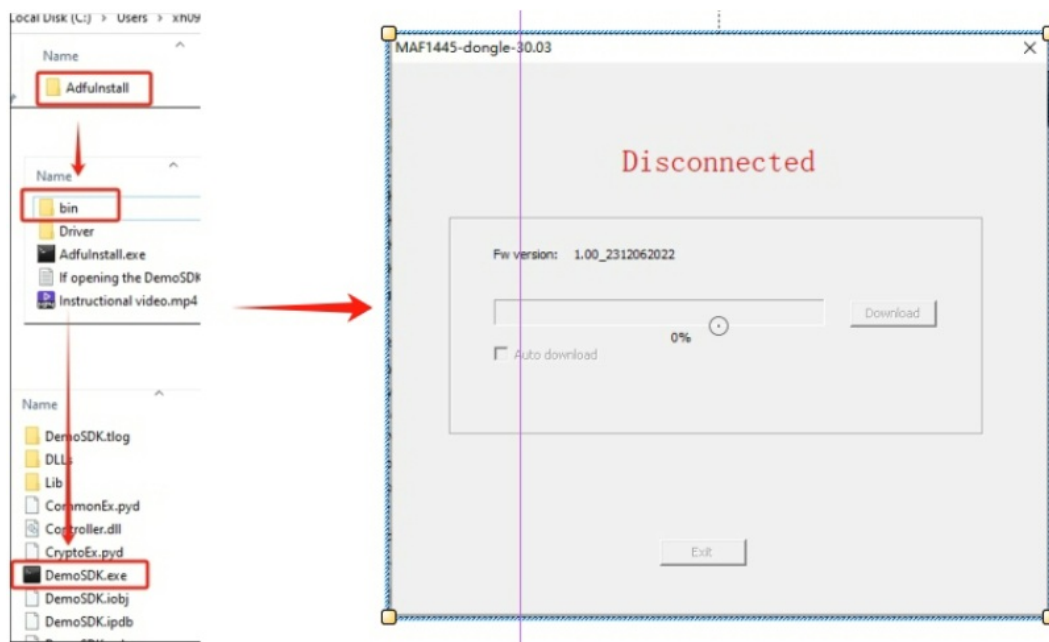 Local Disk (C:) > Users > xh09
Name
AdfuInstall
Name
bin
Driver
AdfuInstall.exe
If opening the DemoSDK
Instructional video.mp4
Name
DemoSDK.tlog
DLLs
Lib
CommonEx.pyd
Controller.dll
CryptoEx.pyd
DemoSDK.exe
DemoSDK.iobj
DemoSDK.ipdb
MAF1445-dongle-30.03
Disconnected
Fw version: 1.00_2312062022
Download
0%
Auto download
Exit